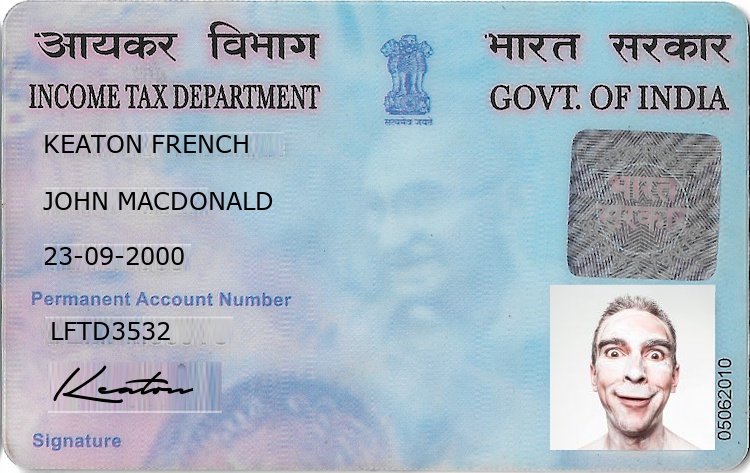 आयकर विभाग
भारत सरकार
INCOME TAX DEPARTMENT
GOVT. OF INDIA
सत्यमेव जयते
KEATON FRENCH
JOHN MACDONALD
23-09-2000
भारत
सरकार
Permanent Account Number
LFTD3532
Keaton
Signature
05062010